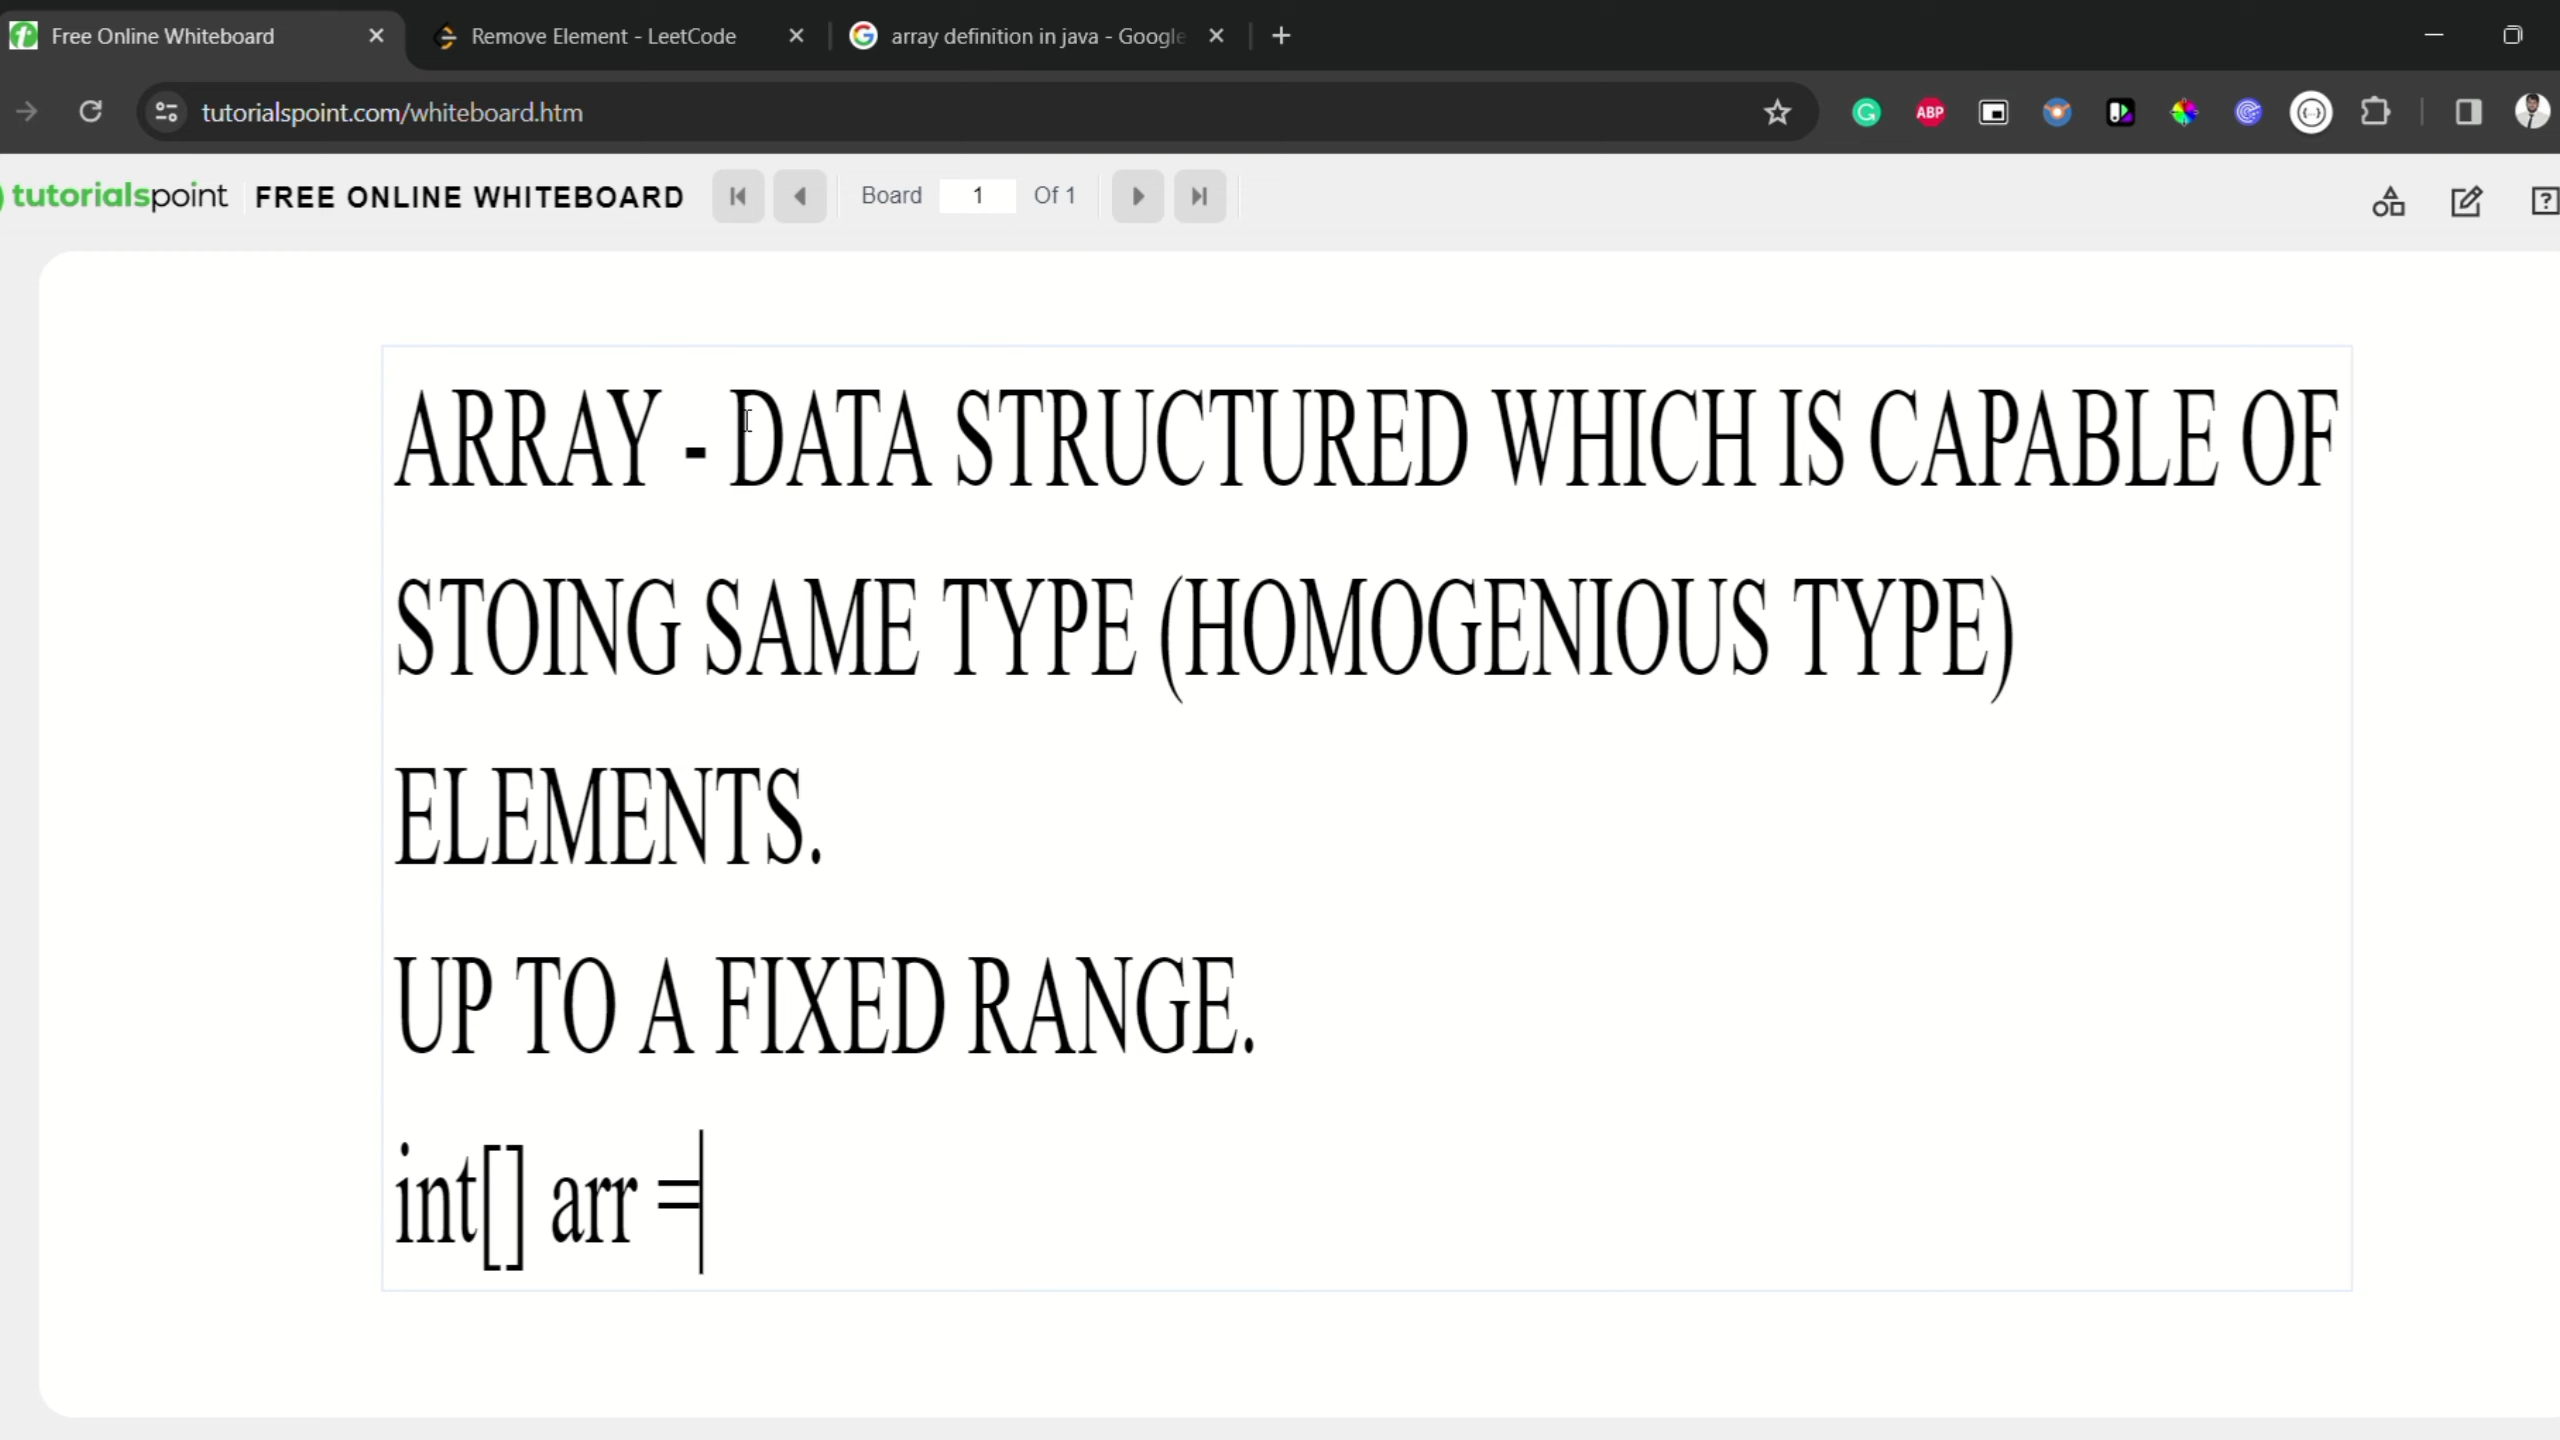 Free Online Whiteboard
Remove Element - LeetCode
array definition in java - Google
tutorialspoint.com/whiteboard.htm
ABP
tutorialspoint
FREE ONLINE WHITEBOARD
Board 1 Of 1
ARRAY - DATA STRUCTURED WHICH IS CAPABLE OF
STOING SAME TYPE (HOMOGENIOUS TYPE)
ELEMENTS.
UP TO A FIXED RANGE.
int[] arr =